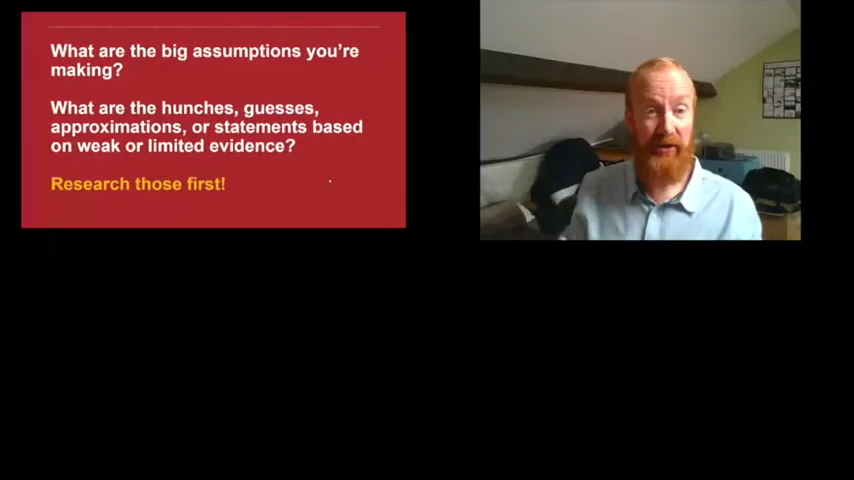 What are the big assumptions you're
making?
What are the hunches, guesses,
approximations, or statements based
on weak or limited evidence?
Research those first!